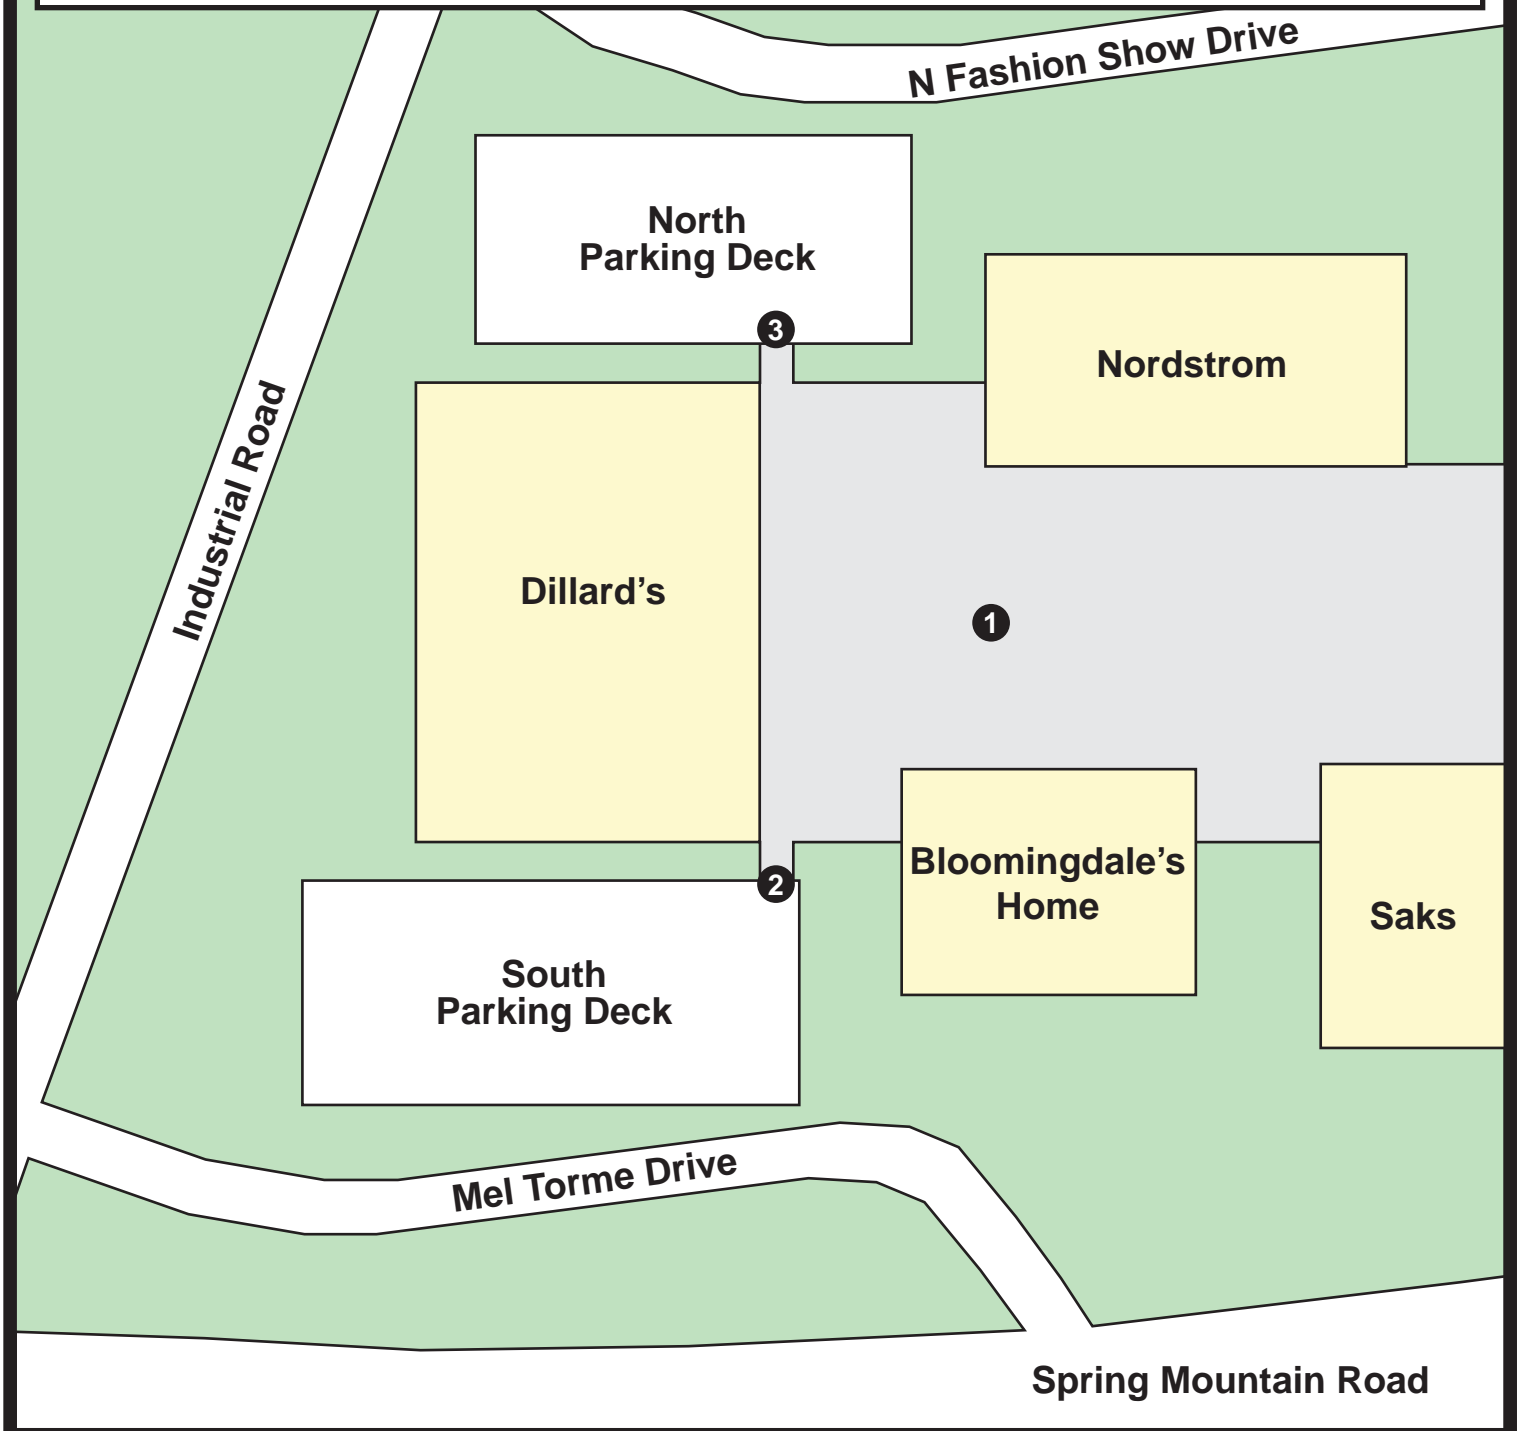 N Fashion Show Drive
North
Parking Deck
3
Nordstrom
Industrial Road
Dillard’s
1
Bloomingdale’s
Home
2
Saks
South
Parking Deck
Mel Torme Drive
Spring Mountain Road